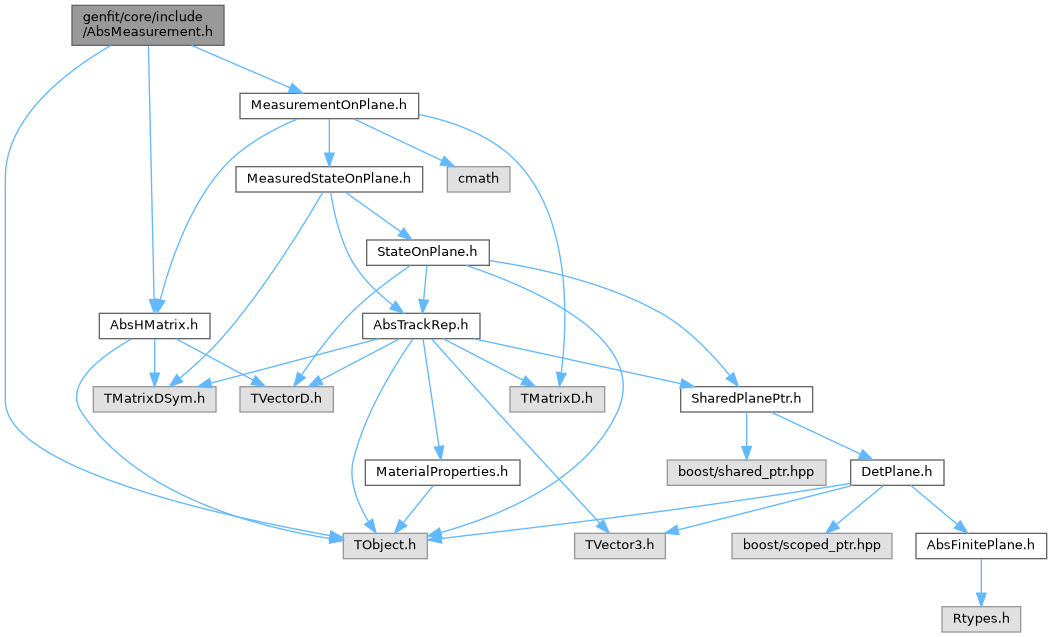 genfit/core/include
/AbsMeasurement.h
MeasurementOnPlane.h
MeasuredStateOnPlane.h
cmath
StateOnPlane.h
AbsHMatrix.h
AbsTrackRep.h
TMatrixDSym.h
TVectorD.h
TMatrixD.h
SharedPlanePtr.h
MaterialProperties.h
boost/shared_ptr.hpp
DetPlane.h
TObject.h
TVector3.h
boost/scoped_ptr.hpp
AbsFinitePlane.h
Rtypes.h